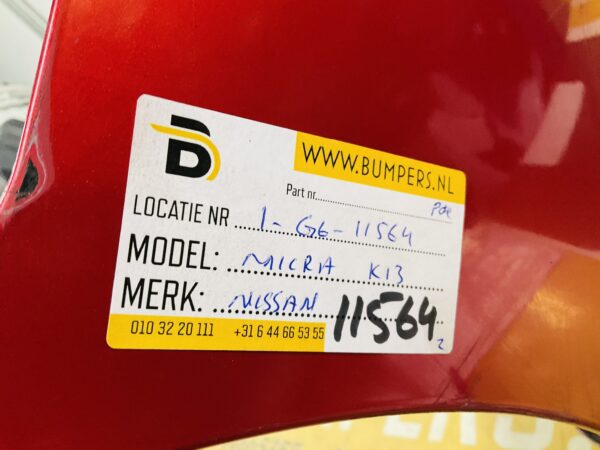 B
WWW.BUMPERS.NL
Part nr.
LOCATIE NR 1-G6-11564
MODEL: MICRA K13
MERK: NISSAN 11564
2
010 32 20 111 +31 6 44 66 53 55